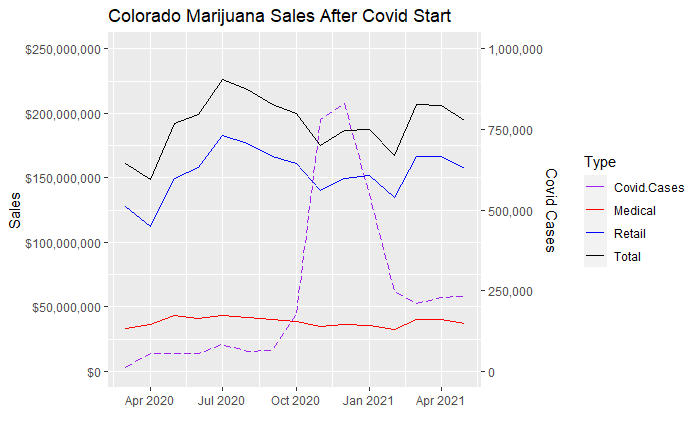 Colorado Marijuana Sales After Covid Start
$250,000,000
$200,000,000
$150,000,000
$100,000,000
$50,000,000
$0
Sales
1,000,000
750,000
500,000
250,000
0
Covid Cases
Apr 2020
Jul 2020
Oct 2020
Jan 2021
Apr 2021
Type
Covid.Cases
Medical
Retail
Total